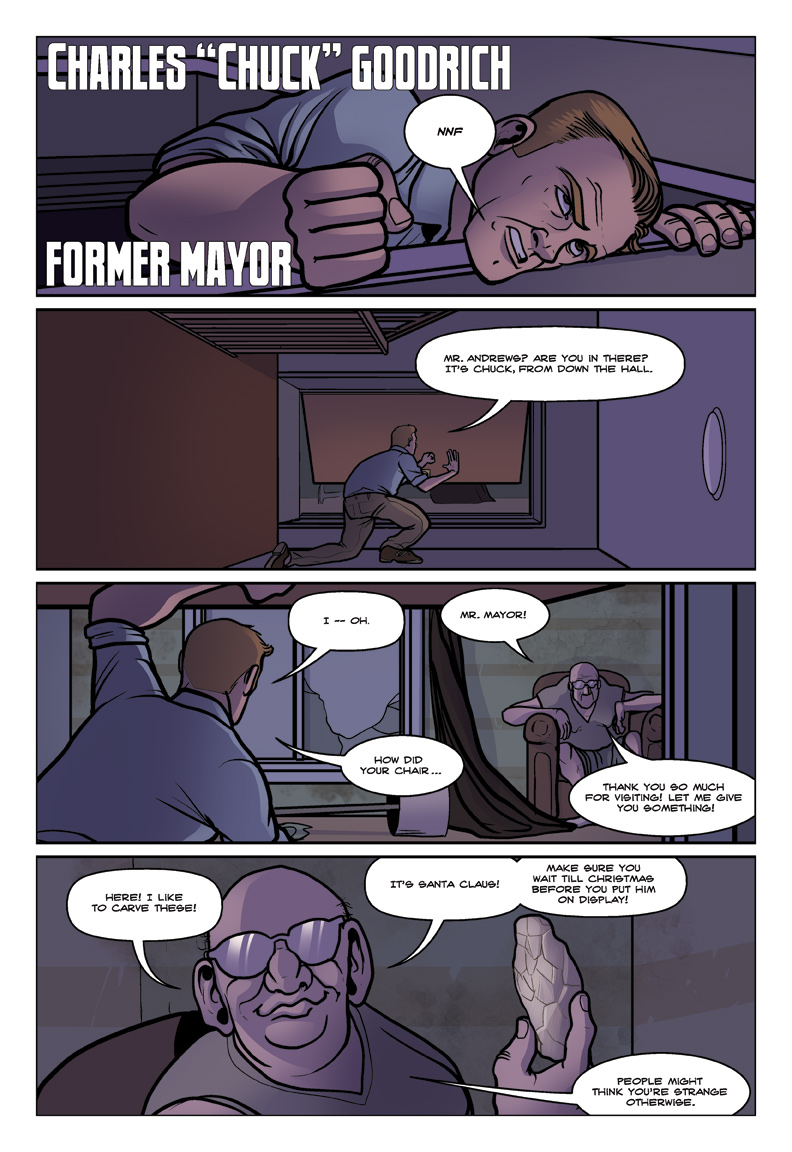 CHARLES “CHUCK” GOODRICH
NNF
FORMER MAYOR
MR. ANDREWS? ARE YOU IN THERE?
IT'S CHUCK, FROM DOWN THE HALL.
I -- OH.
MR. MAYOR!
HOW DID
YOUR CHAIR...
THANK YOU SO MUCH
FOR VISITING! LET ME GIVE
YOU SOMETHING!
HERE! I LIKE
TO CARVE THESE!
IT'S SANTA CLAUS!
MAKE SURE YOU
WAIT TILL CHRISTMAS
BEFORE YOU PUT HIM
ON DISPLAY!
PEOPLE MIGHT
THINK YOU'RE STRANGE
OTHERWISE.